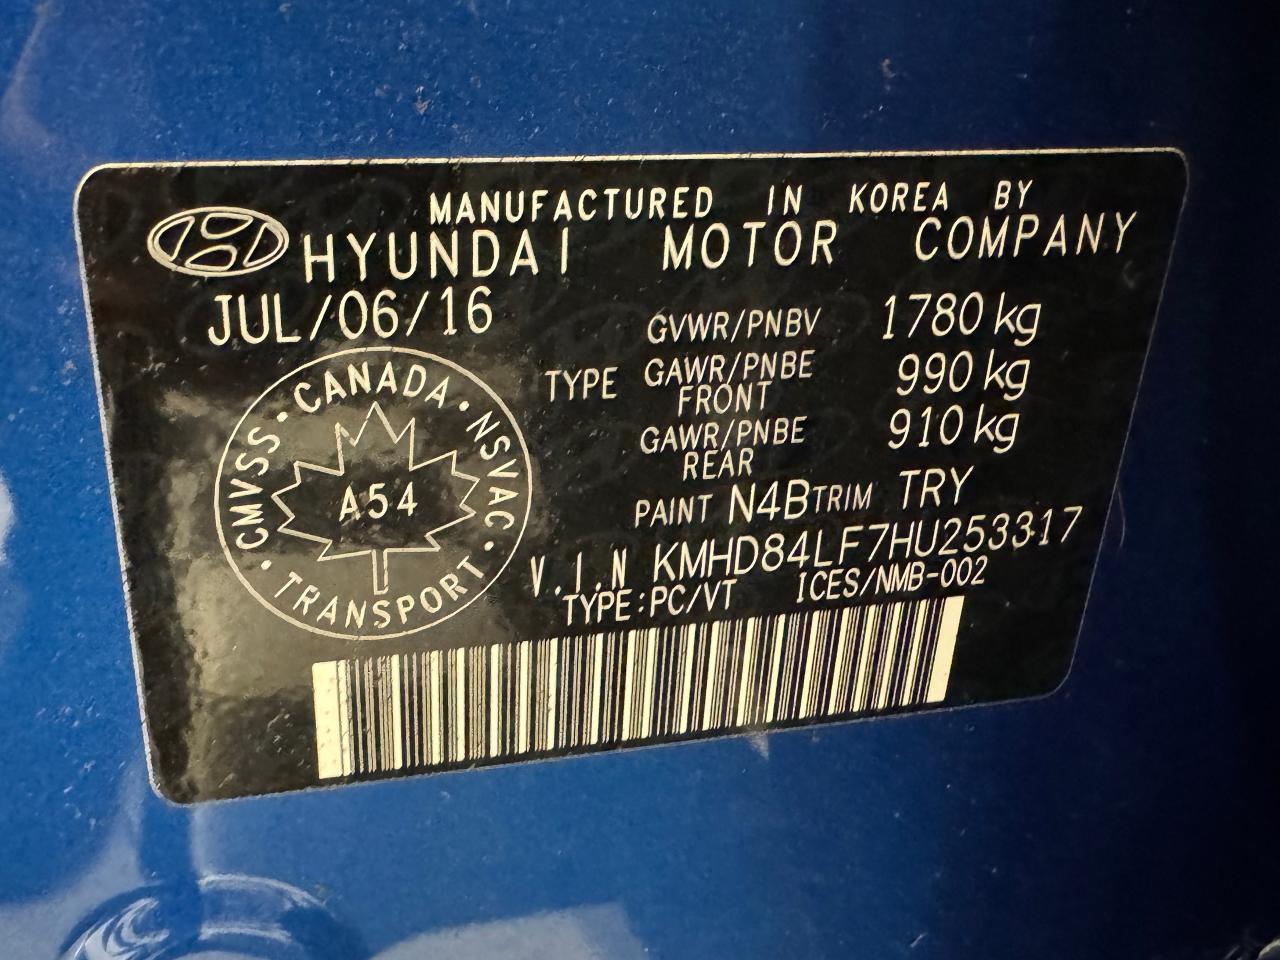 MANUFACTURED IN KOREA BY
HYUNDAI MOTOR COMPANY
JUL/06/16
GVWR/PNBV 1780 kg
TYPE GAWR/PNBE FRONT 990 kg
GAWR/PNBE REAR 910 kg
PAINT N4B TRIM TRY
V.I.N KMHD84LF7HU253317
TYPE:PC/VT ICES/NMB-002
CMVSS · CANADA · NSVAC · TRANSPORT ·
A54